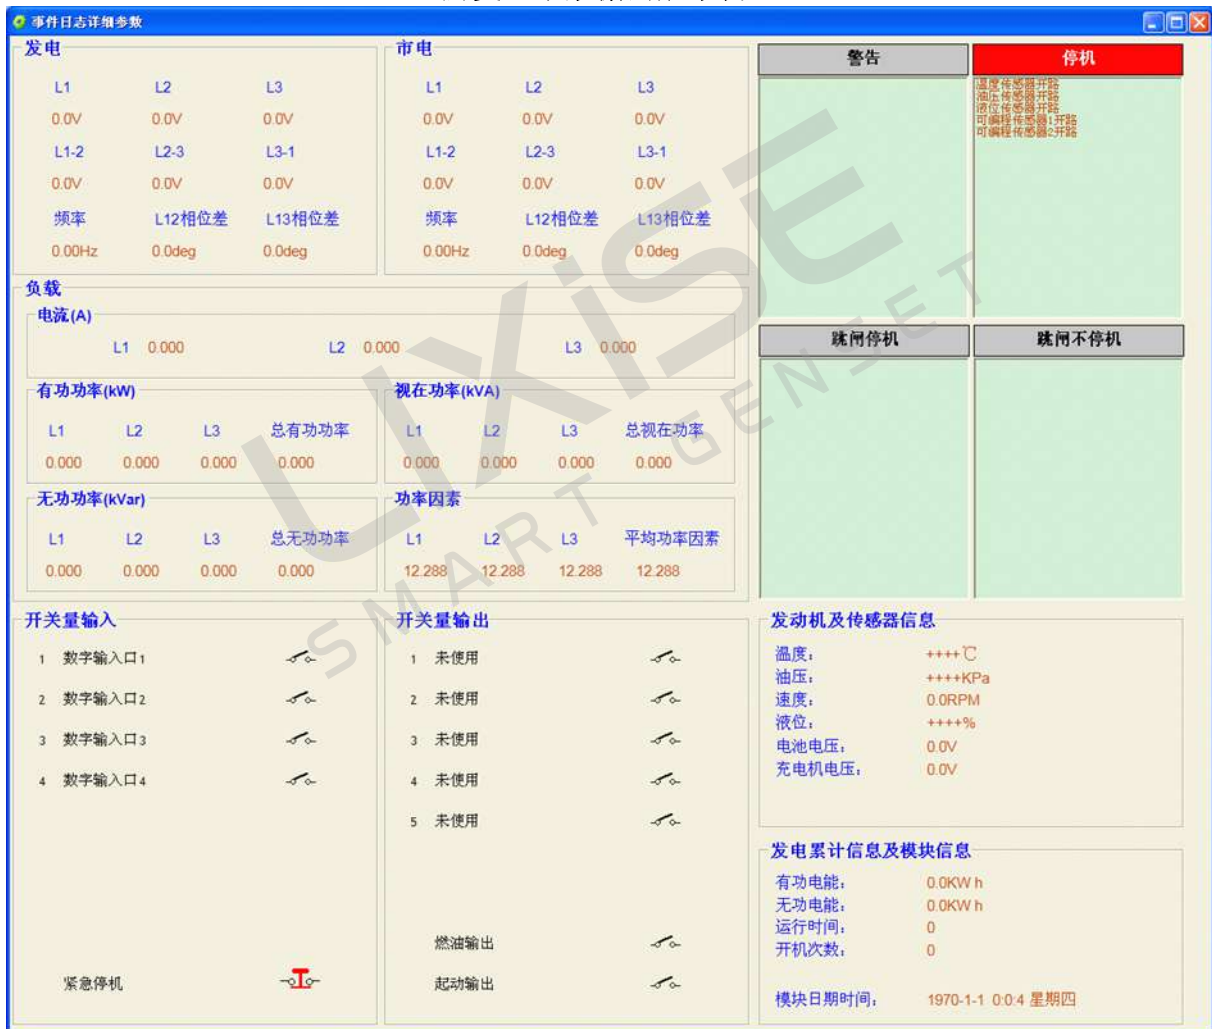 事件日志详细参数
发电
L1 L2 L3
0.0V 0.0V 0.0V
L1-2 L2-3 L3-1
0.0V 0.0V 0.0V
频率 L12相位差 L13相位差
0.00Hz 0.0deg 0.0deg
市电
L1 L2 L3
0.0V 0.0V 0.0V
L1-2 L2-3 L3-1
0.0V 0.0V 0.0V
频率 L12相位差 L13相位差
0.00Hz 0.0deg 0.0deg
警告
停机
温度传感器开路
油压传感器开路
液位传感器开路
可编程传感器1开路
可编程传感器2开路
跳闸停机
跳闸不停机
负载
电流(A)
L1 0.000 L2 0.000 L3 0.000
有功功率(kW)
L1 L2 L3 总有功功率
0.000 0.000 0.000 0.000
视在功率(kVA)
L1 L2 L3 总视在功率
0.000 0.000 0.000 0.000
无功功率(kVar)
L1 L2 L3 总无功功率
0.000 0.000 0.000 0.000
功率因素
L1 L2 L3 平均功率因素
12.288 12.288 12.288 12.288
开关量输入
1 数字输入口1
2 数字输入口2
3 数字输入口3
4 数字输入口4
紧急停机
开关量输出
1 未使用
2 未使用
3 未使用
4 未使用
5 未使用
燃油输出
起动输出
发动机及传感器信息
温度: ++++℃
油压: ++++KPa
速度: 0.0RPM
液位: ++++%
电池电压: 0.0V
充电机电压: 0.0V
发电累计信息及模块信息
有功电能: 0.0KW h
无功电能: 0.0KW h
运行时间: 0
开机次数: 0
模块日期时间: 1970-1-1 0:0:4 星期四
LIXiSE
SMART GENSET